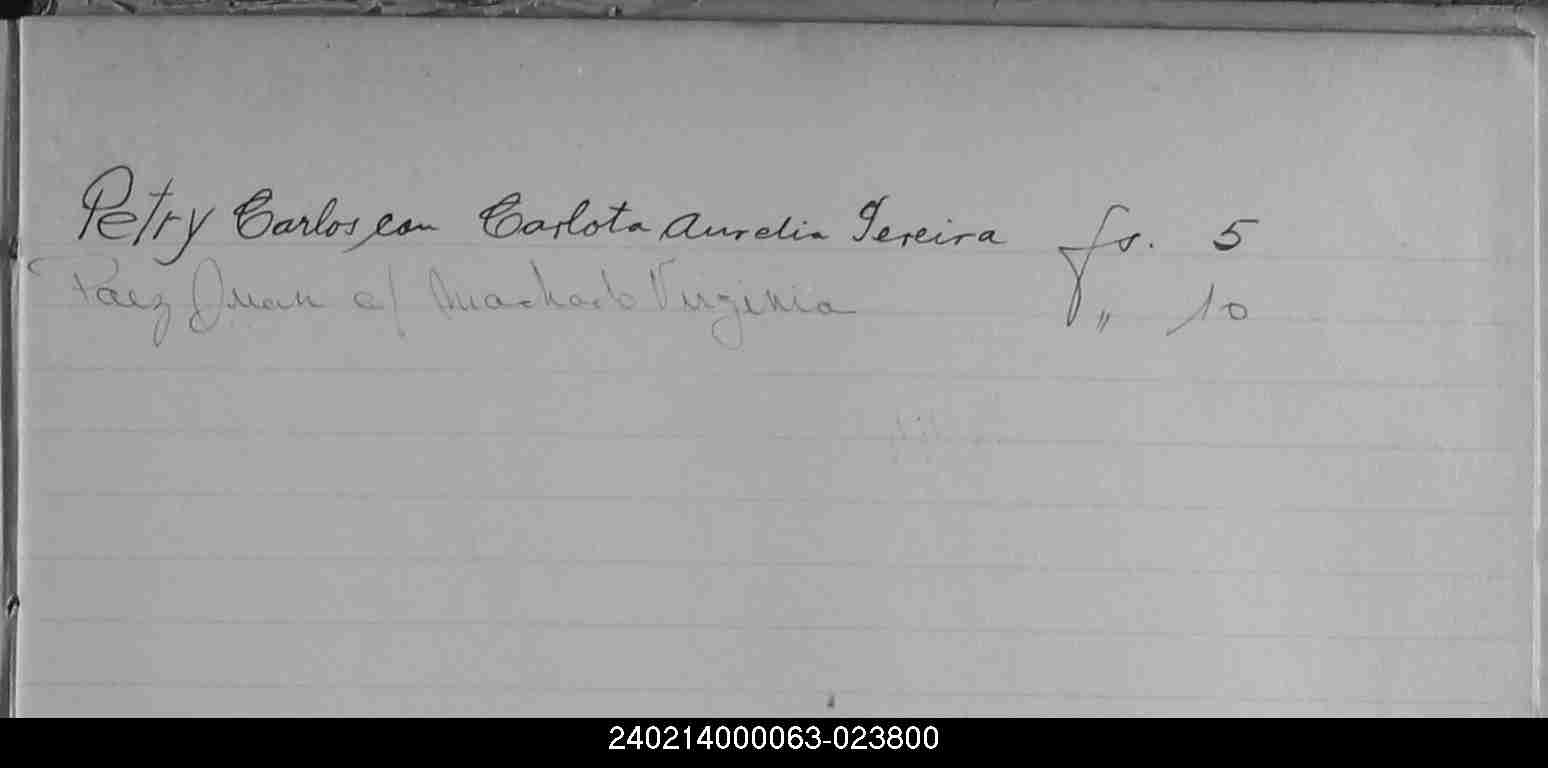 Petry Carlos con Carlota Aurelia Pereira fs. 5
Paez Juan c/ Machado Virginia " 10
240214000063-023800